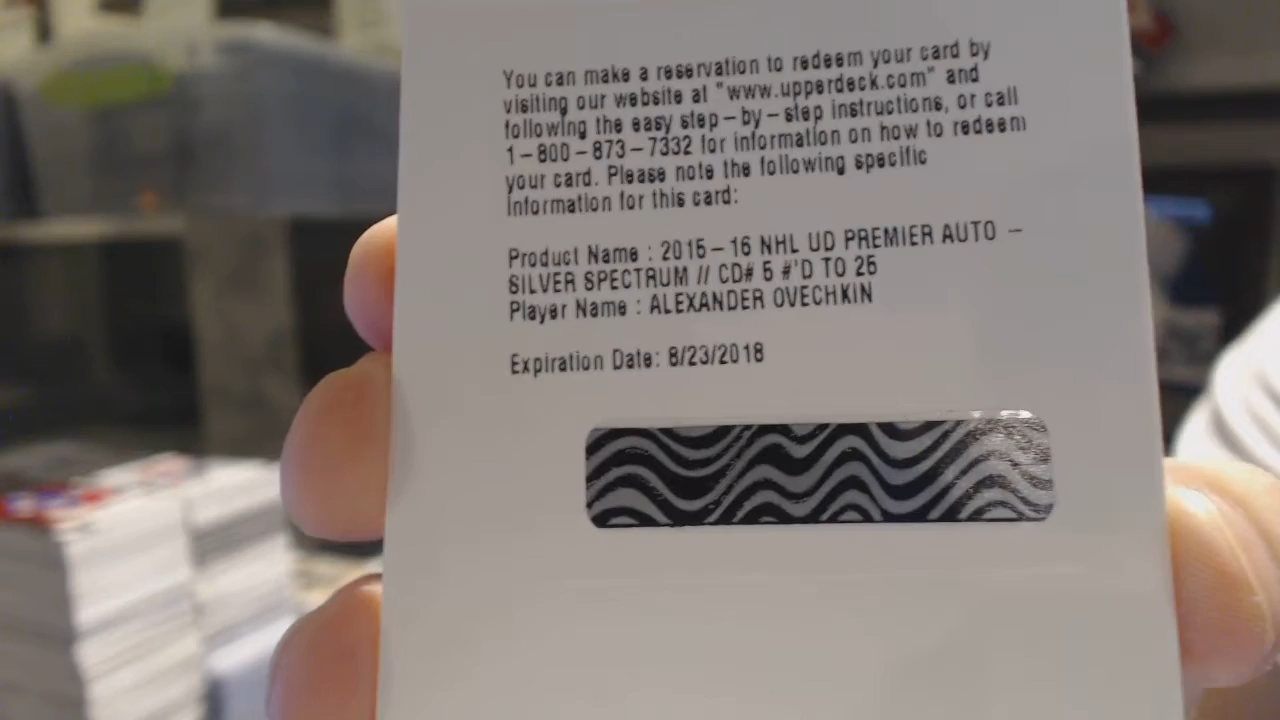 You can make a reservation to redeem your card by
visiting our website at "www.upperdeck.com" and
following the easy step-by-step instructions, or call
1-800-873-7332 for information on how to redeem
your card. Please note the following specific
information for this card:
Product Name : 2015-16 NHL UD PREMIER AUTO -
SILVER SPECTRUM // CD# 5 #'D TO 25
Player Name : ALEXANDER OVECHKIN
Expiration Date: 8/23/2018